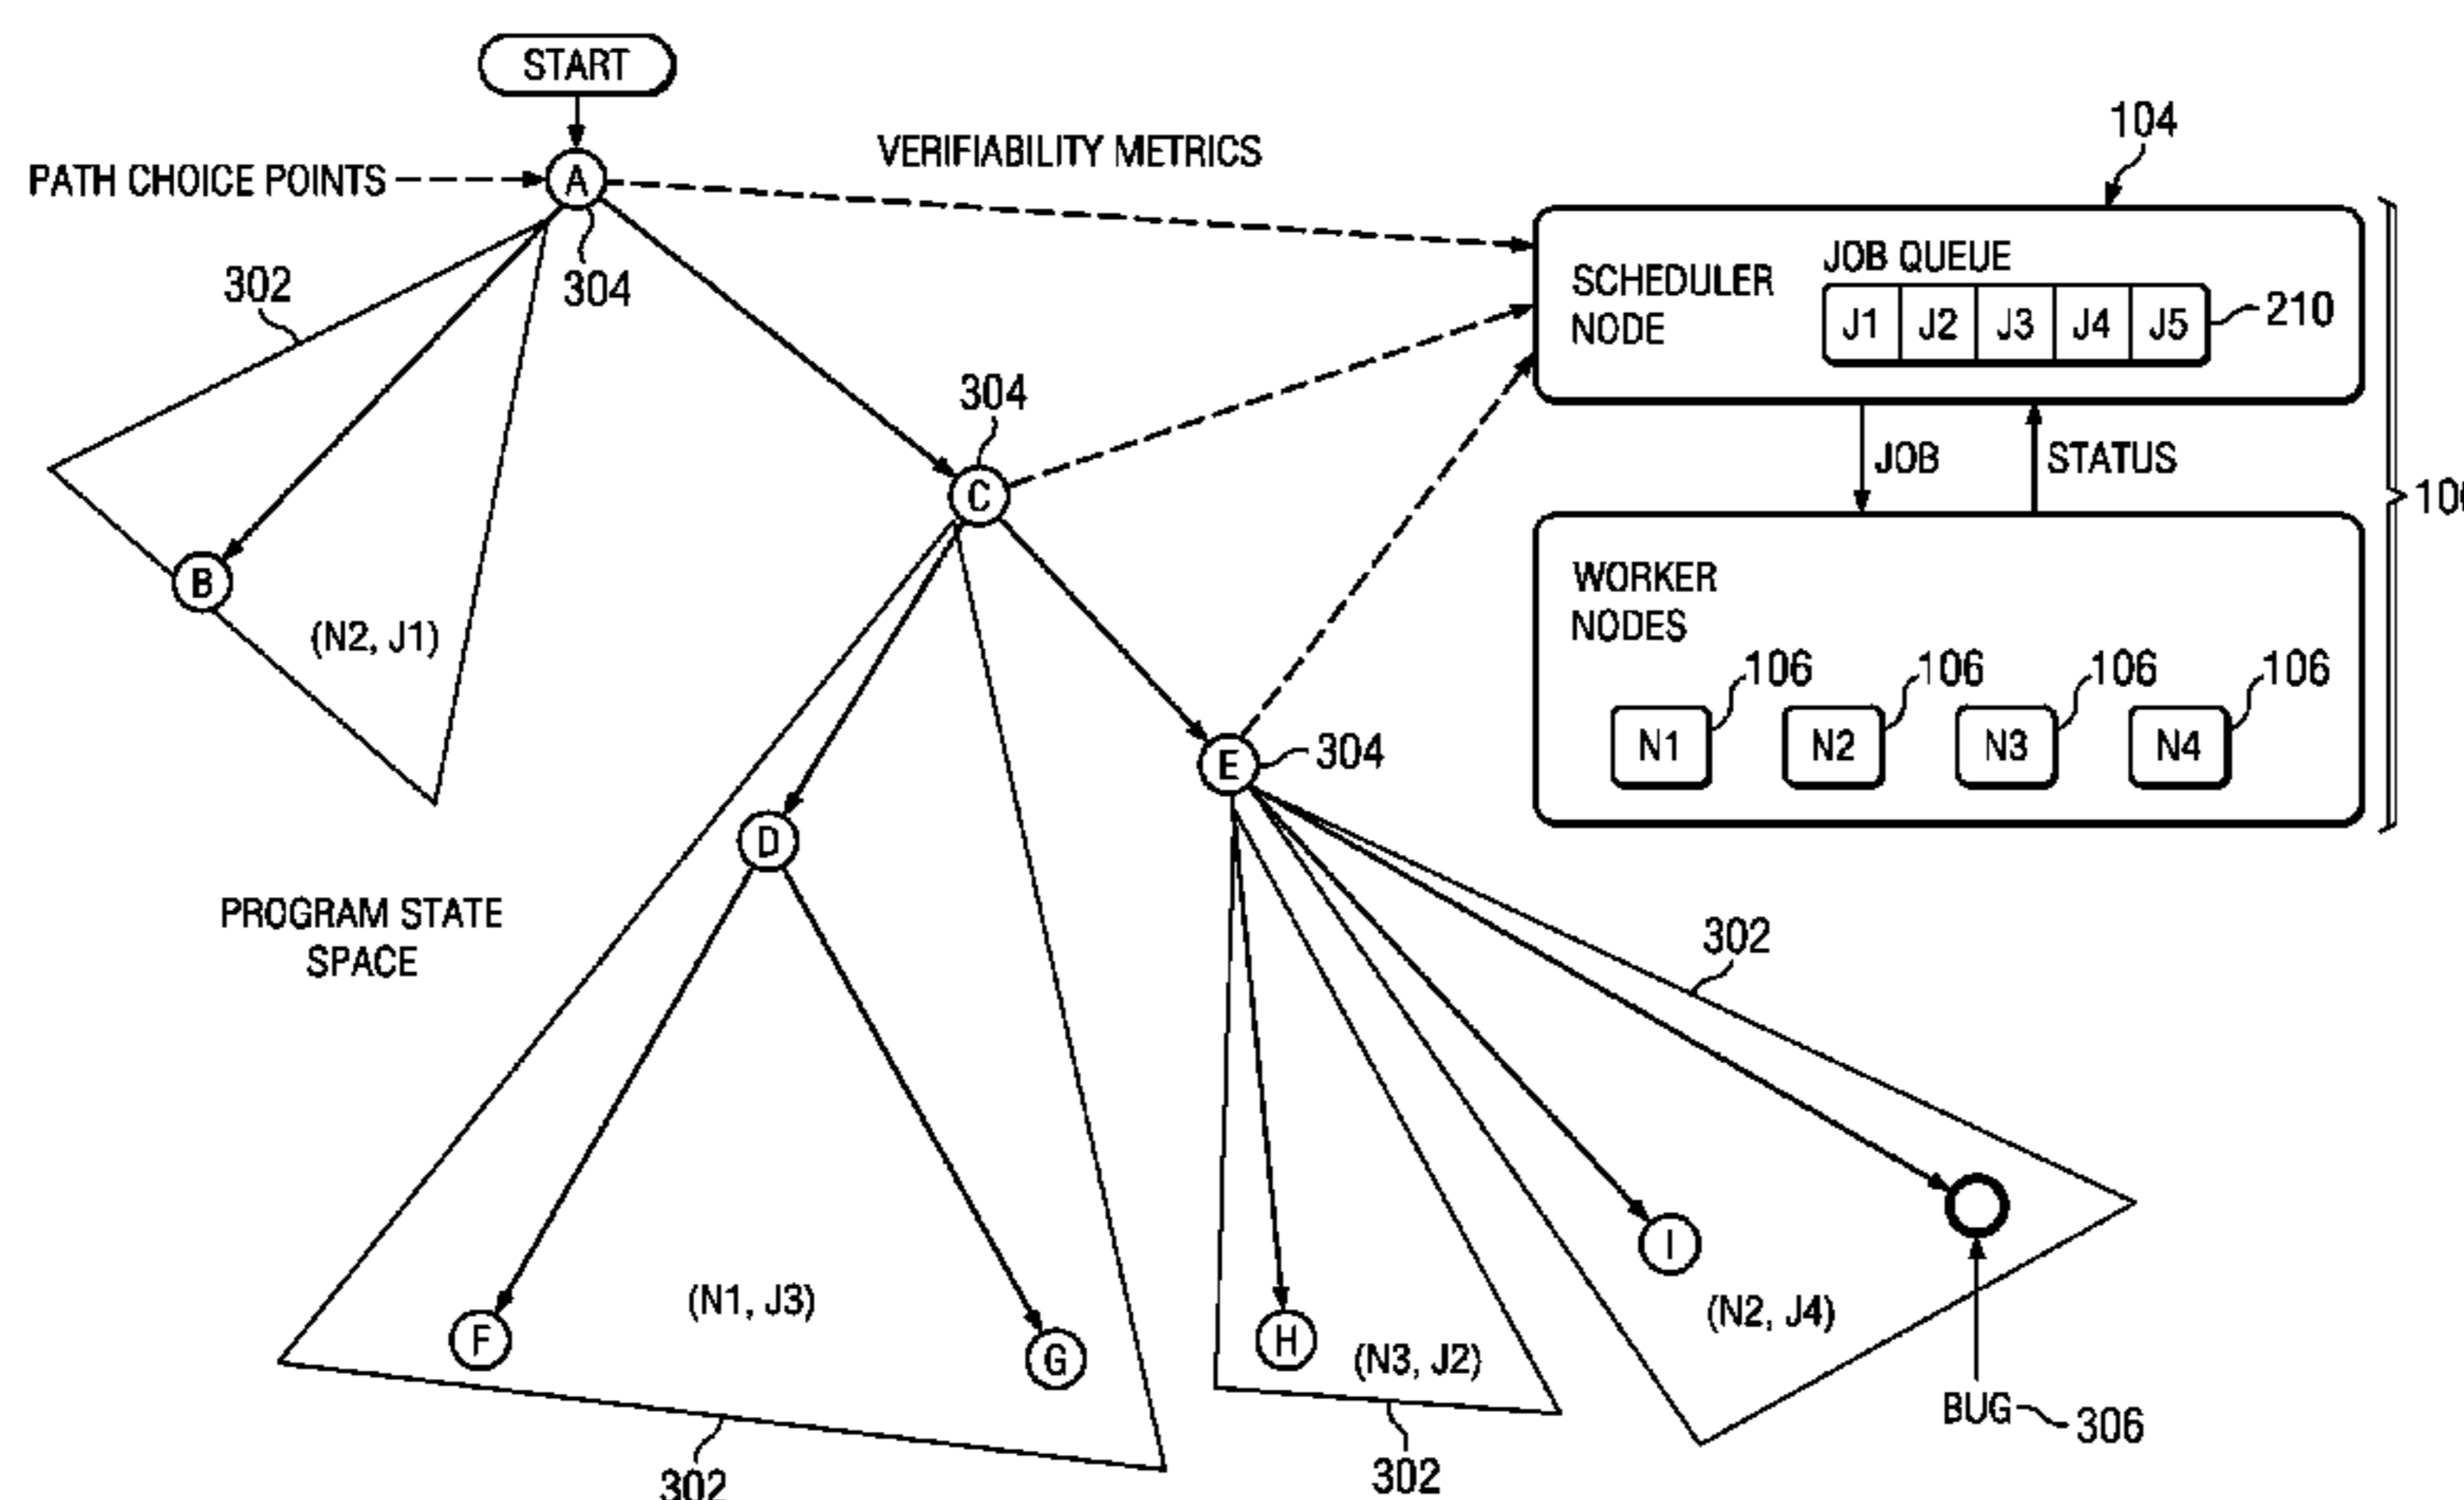 START
PATH CHOICE POINTS
A
304
VERIFIABILITY METRICS
104
SCHEDULER
NODE
JOB QUEUE
J1 J2 J3 J4 J5
210
302
304
C
JOB
STATUS
B
(N2, J1)
WORKER
NODES
106 106 106 106
N1 N2 N3 N4
E
304
D
PROGRAM STATE
SPACE
302
I
(N1, J3)
(N2, J4)
F
G
H
(N3, J2)
BUG
306
302
302